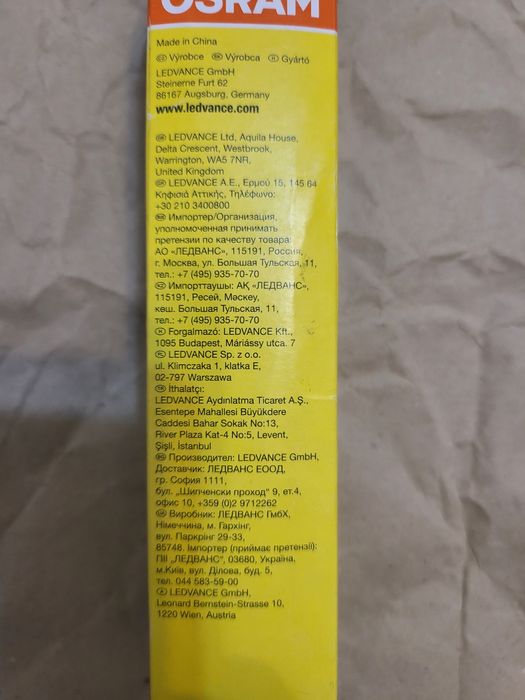 OSRAM
Made in China
CZ Výrobce SK Výrobca H Gyártó
LEDVANCE GmbH
Steinerne Furt 62
86167 Augsburg, Germany
www.ledvance.com
LEDVANCE Ltd, Aquila House,
Delta Crescent, Westbrook,
Warrington, WA5 7NR,
United Kingdom
LEDVANCE A.E., Ερμού 15, 145 64
Κηφισιά Αττικής, Τηλέφωνο:
+30 210 3400800
Импортер/Организация,
уполномоченная принимать
претензии по качеству товара:
АО «ЛЕДВАНС», 115191, Россия,
г. Москва, ул. Большая Тульская, 11,
тел.: +7 (495) 935-70-70
Импорттаушы: АҚ «ЛЕДВАНС»,
115191, Ресей, Мәскеу,
көш. Большая Тульская, 11,
тел.: +7 (495) 935-70-70
Forgalmazó: LEDVANCE Kft.,
1095 Budapest, Máriássy utca. 7
LEDVANCE Sp. z o.o.
ul. Klimczaka 1, klatka E,
02-797 Warszawa
İthalatçı:
LEDVANCE Aydınlatma Ticaret A.Ş.,
Esentepe Mahallesi Büyükdere
Caddesi Bahar Sokak No:13,
River Plaza Kat-4 No:5, Levent,
Şişli, İstanbul
Производител: LEDVANCE GmbH,
Доставчик: ЛЕДВАНС ЕООД,
гр. София 1111,
бул. „Шипченски проход" 9, ет.4,
офис 10, +359 (0)2 9712262
Виробник: ЛЕДВАНС ГмбХ,
Німеччина, м. Гархінг,
вул. Паркрінг 29-33,
85748. Імпортер (приймає претензії):
ПІІ „ЛЕДВАНС", 03680, Україна,
м.Київ, вул. Ділова, буд. 5,
тел. 044 583-59-00
LEDVANCE GmbH,
Leonard Bernstein-Strasse 10,
1220 Wien, Austria